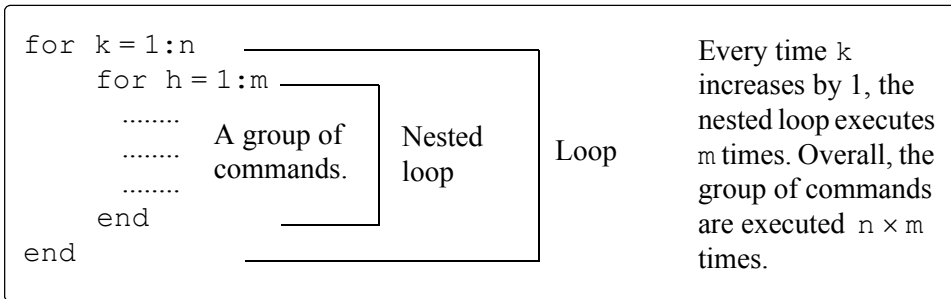 for k = 1:n
for h = 1:m
........
........
........
A group of
commands.
end
end
Nested
loop
Loop
Every time k
increases by 1, the
nested loop executes
m times. Overall, the
group of commands
are executed n × m
times.